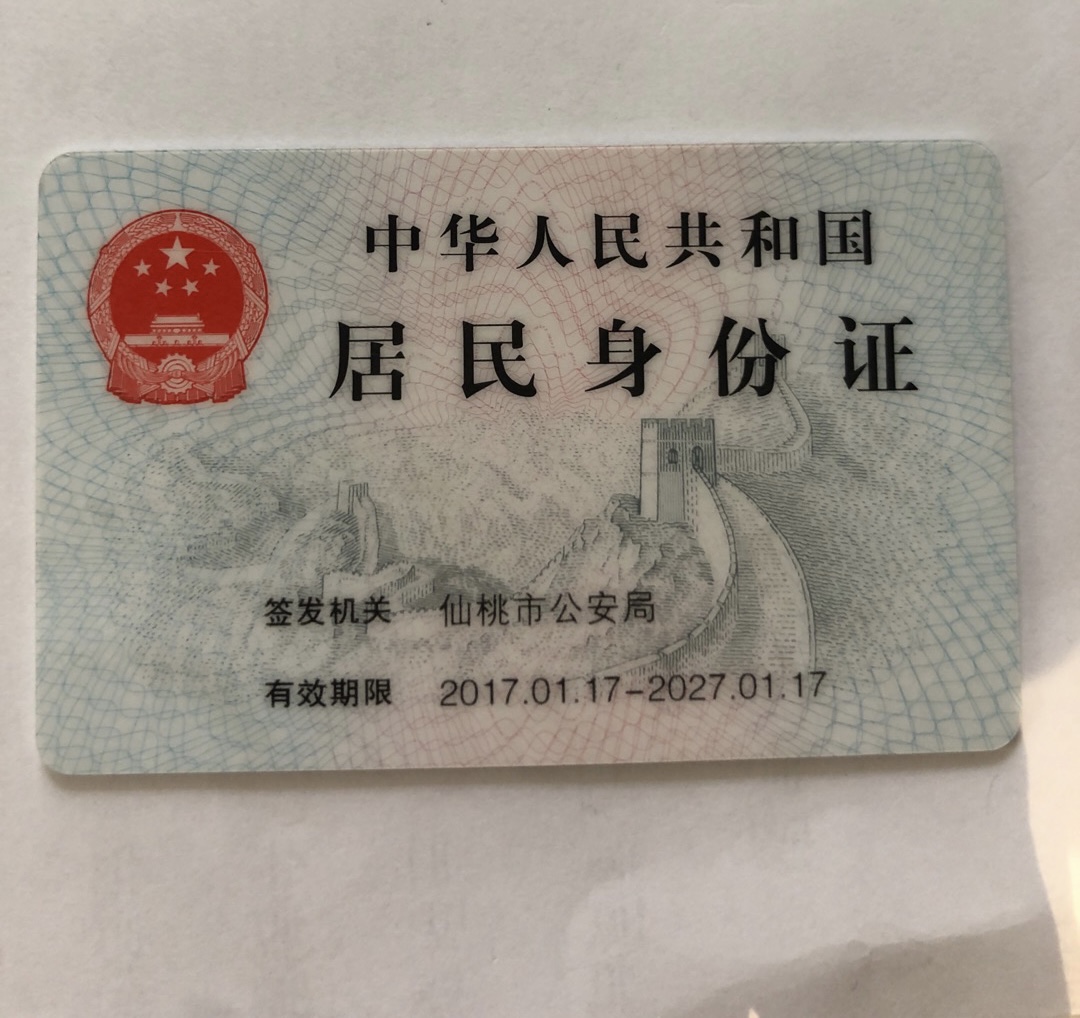 中华人民共和国
居民身份证
签发机关 仙桃市公安局
有效期限 2017.01.17-2027.01.17